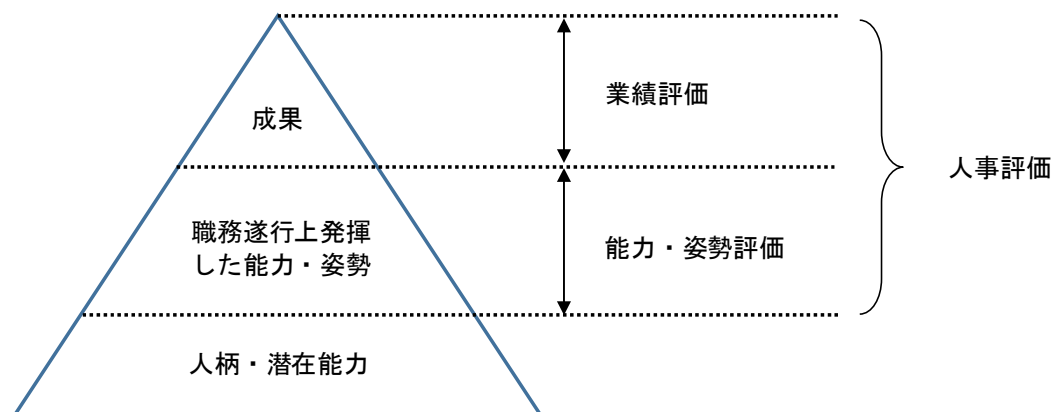 業績評価
成果
人事評価
職務遂行上発揮
した能力・姿勢
能力・姿勢評価
人柄・潜在能力